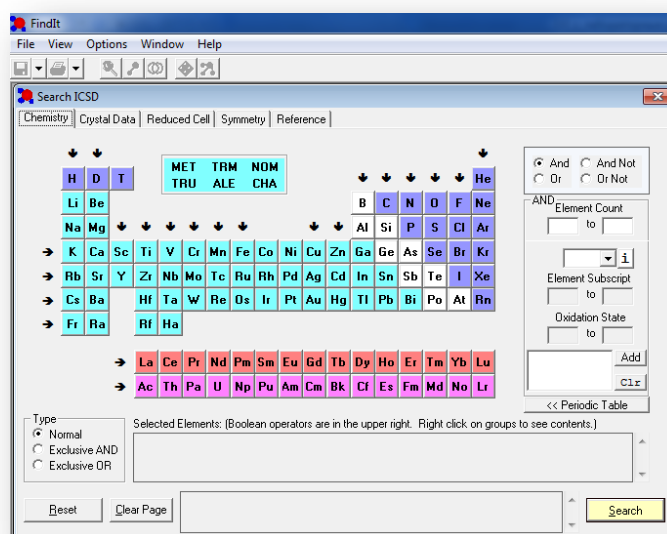 FindIt
File View Options Window Help
Search ICSD
Chemistry Crystal Data Reduced Cell Symmetry Reference
MET TRM NOM
TRU ALE CHA
H D T He
Li Be B C N O F Ne
Na Mg Al Si P S Cl Ar
K Ca Sc Ti V Cr Mn Fe Co Ni Cu Zn Ga Ge As Se Br Kr
Rb Sr Y Zr Nb Mo Tc Ru Rh Pd Ag Cd In Sn Sb Te I Xe
Cs Ba Hf Ta W Re Os Ir Pt Au Hg Tl Pb Bi Po At Rn
Fr Ra Rf Ha
La Ce Pr Nd Pm Sm Eu Gd Tb Dy Ho Er Tm Yb Lu
Ac Th Pa U Np Pu Am Cm Bk Cf Es Fm Md No Lr
And And Not
Or Or Not
AND
Element Count
to
i
Element Subscript
to
Oxidation State
to
Add
Clr
<< Periodic Table
Type
Normal
Exclusive AND
Exclusive OR
Selected Elements: (Boolean operators are in the upper right. Right click on groups to see contents.)
Reset Clear Page Search